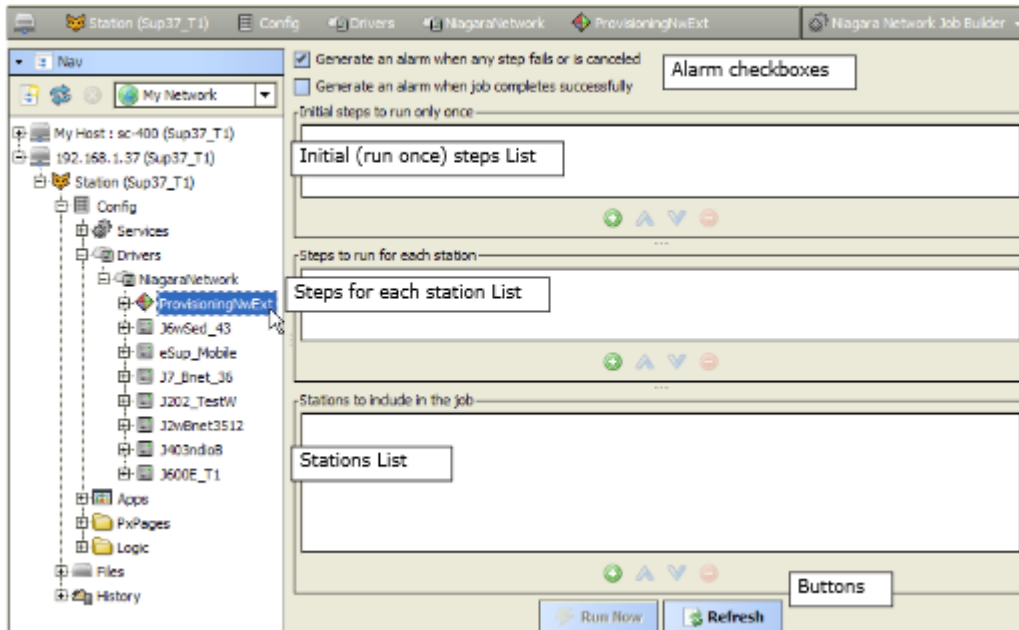 Station (Sup37_T1) Config Drivers NiagaraNetwork ProvisioningNwExt Niagara Network Job Builder
Nav
My Network
My Host : sc-400 (Sup37_T1)
192.168.1.37 (Sup37_T1)
Station (Sup37_T1)
Config
Services
Drivers
NiagaraNetwork
ProvisioningNwExt
J6wSed_43
eSup_Mobile
J7_Bnet_36
J202_TestW
J2wBnet3512
J403ndioB
J600E_T1
Apps
PxPages
Logic
Files
History
Generate an alarm when any step fails or is canceled
Alarm checkboxes
Generate an alarm when job completes successfully
Initial steps to run only once
Initial (run once) steps List
Steps to run for each station
Steps for each station List
Stations to include in the job
Stations List
Buttons
Run Now Refresh